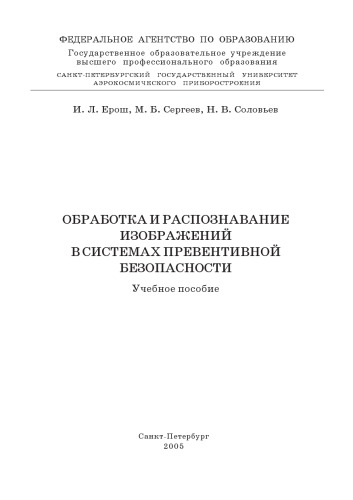 ФЕДЕРАЛЬНОЕ АГЕНТСТВО ПО ОБРАЗОВАНИЮ
Государственное образовательное учреждение
высшего профессионального образования
САНКТ-ПЕТЕРБУРГСКИЙ ГОСУДАРСТВЕННЫЙ УНИВЕРСИТЕТ
АЭРОКОСМИЧЕСКОГО ПРИБОРОСТРОЕНИЯ
И. Л. Ерош, М. Б. Сергеев, Н. В. Соловьев
ОБРАБОТКА И РАСПОЗНАВАНИЕ
ИЗОБРАЖЕНИЙ
В СИСТЕМАХ ПРЕВЕНТИВНОЙ
БЕЗОПАСНОСТИ
Учебное пособие
Санкт-Петербург
2005